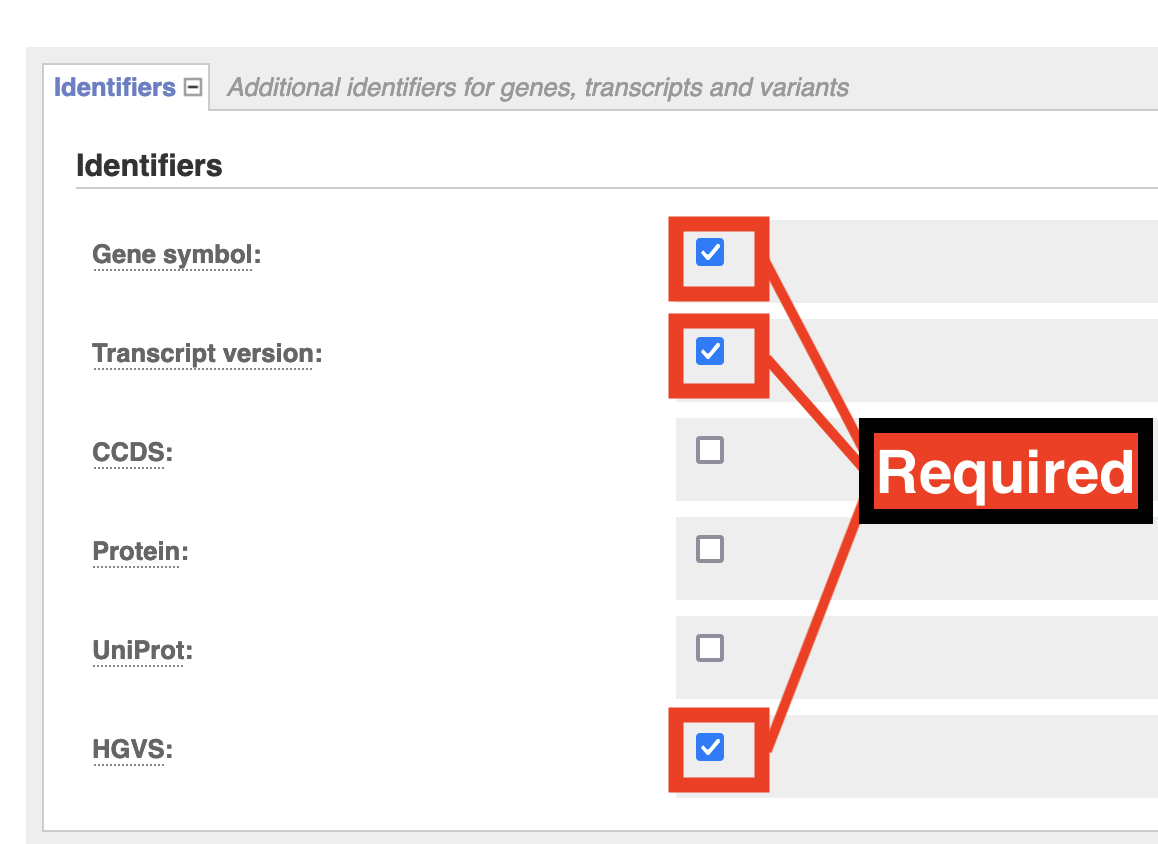 Identifiers Additional identifiers for genes, transcripts and variants
Identifiers
Gene symbol:
Transcript version:
CCDS:
Required
Protein:
UniProt:
HGVS: